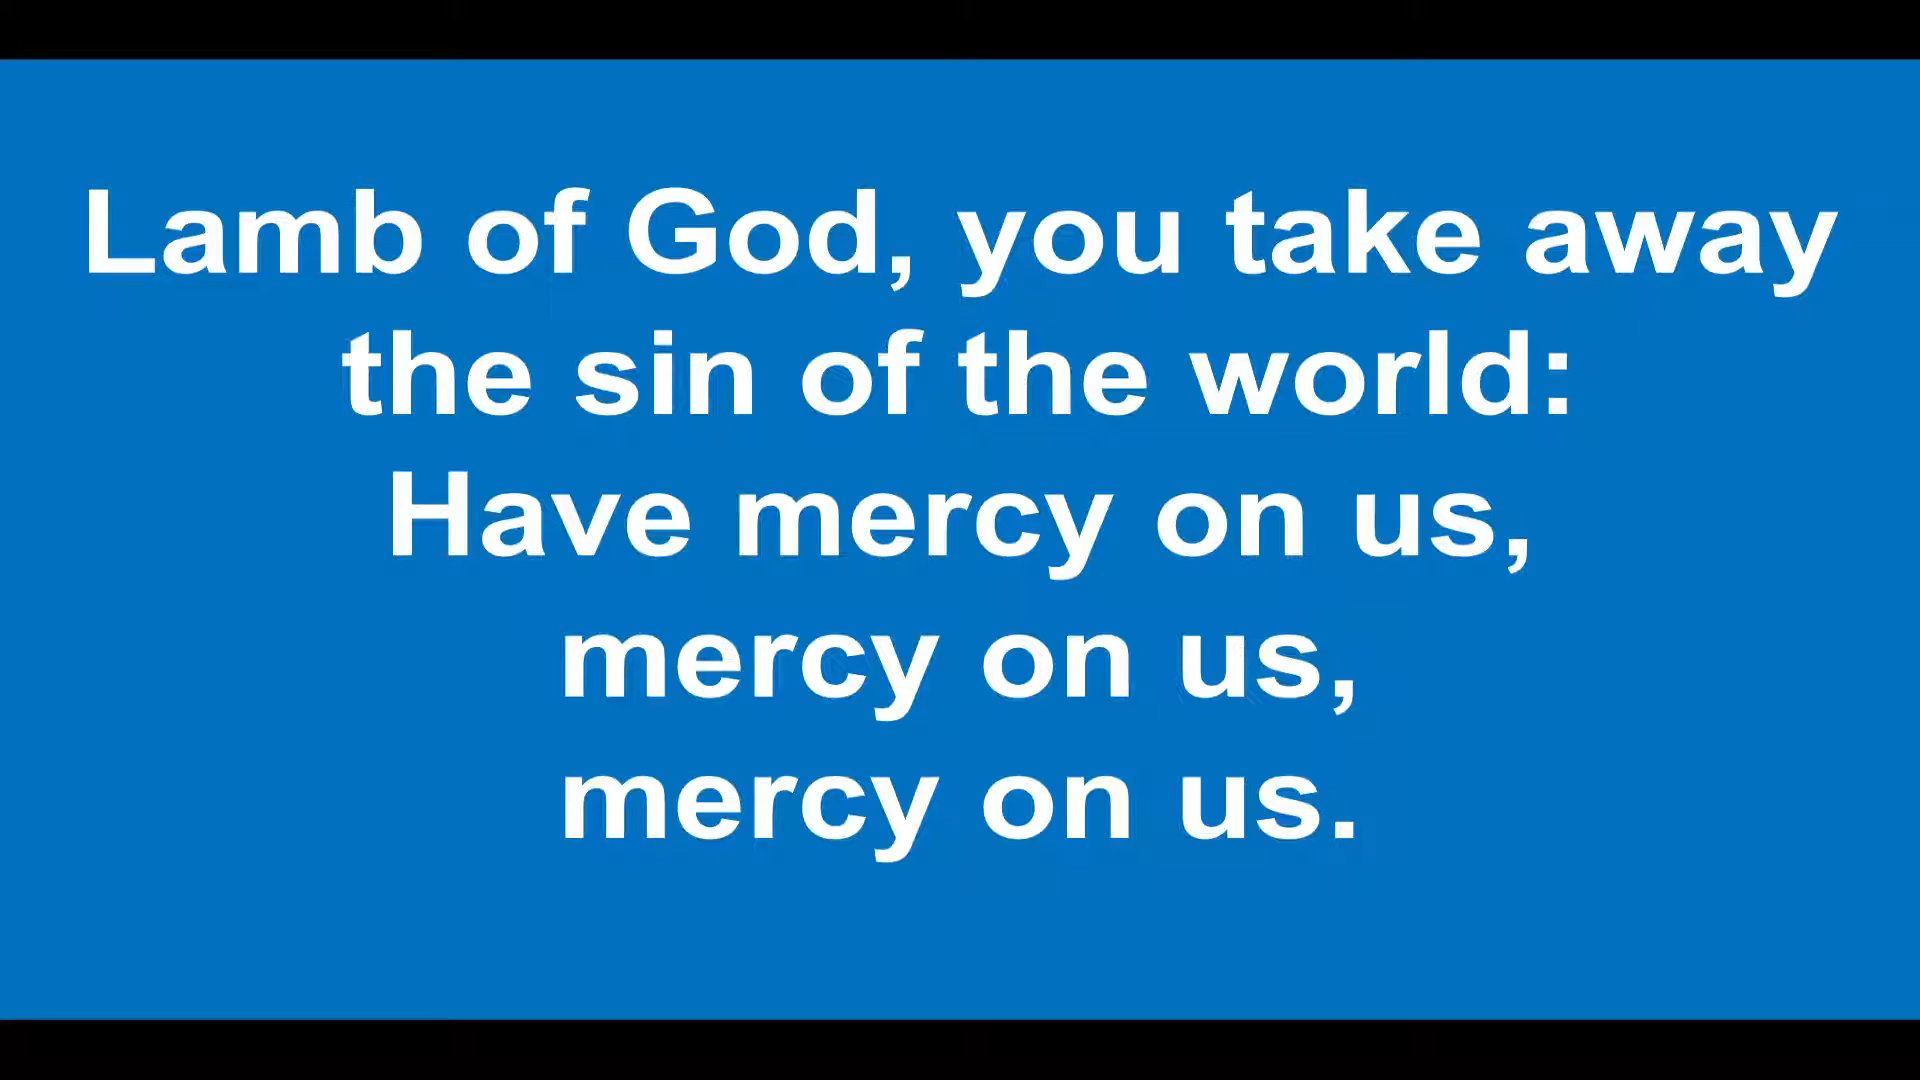 Lamb of God, you take away
the sin of the world:
Have mercy on us,
mercy on us,
mercy on us.